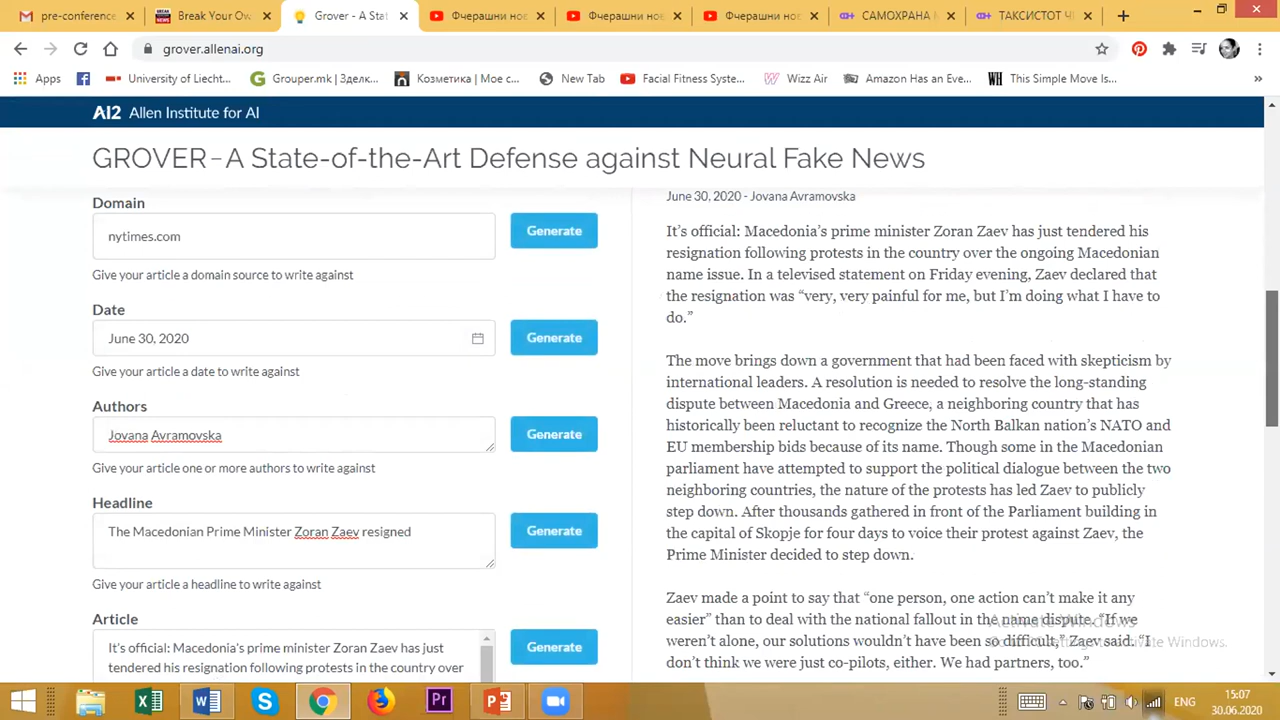 pre-conference
Break Your Ow
Grover - A Stat
Вчерашни нов
Вчерашни нов
Вчерашни нов
САМОХРАНА М
ТАКСИСТОТ Ч
grover.allenai.org
Apps
University of Liecht...
Grouper.mk | Зделк...
Козметика | Мое с...
New Tab
Facial Fitness Syste...
Wizz Air
Amazon Has an Eve...
This Simple Move Is...
»
AI2 Allen Institute for AI
GROVER - A State-of-the-Art Defense against Neural Fake News
Domain
nytimes.com
Generate
Give your article a domain source to write against
Date
June 30, 2020
Generate
Give your article a date to write against
Authors
Jovana Avramovska
Generate
Give your article one or more authors to write against
Headline
The Macedonian Prime Minister Zoran Zaev resigned
Generate
Give your article a headline to write against
Article
It's official: Macedonia's prime minister Zoran Zaev has just
tendered his resignation following protests in the country over
Generate
June 30, 2020 - Jovana Avramovska
It's official: Macedonia's prime minister Zoran Zaev has just tendered his
resignation following protests in the country over the ongoing Macedonian
name issue. In a televised statement on Friday evening, Zaev declared that
the resignation was “very, very painful for me, but I'm doing what I have to
do.”
The move brings down a government that had been faced with skepticism by
international leaders. A resolution is needed to resolve the long-standing
dispute between Macedonia and Greece, a neighboring country that has
historically been reluctant to recognize the North Balkan nation's NATO and
EU membership bids because of its name. Though some in the Macedonian
parliament have attempted to support the political dialogue between the two
neighboring countries, the nature of the protests has led Zaev to publicly
step down. After thousands gathered in front of the Parliament building in
the capital of Skopje for four days to voice their protest against Zaev, the
Prime Minister decided to step down.
Zaev made a point to say that “one person, one action can't make it any
easier” than to deal with the national fallout in the name dispute. “If we
weren't alone, our solutions wouldn't have been so difficult,” Zaev said. “I
don't think we were just co-pilots, either. We had partners, too.”
Activate Windows
Go to PC settings to activate Windows.
ЕНГ
15:07
30.06.2020